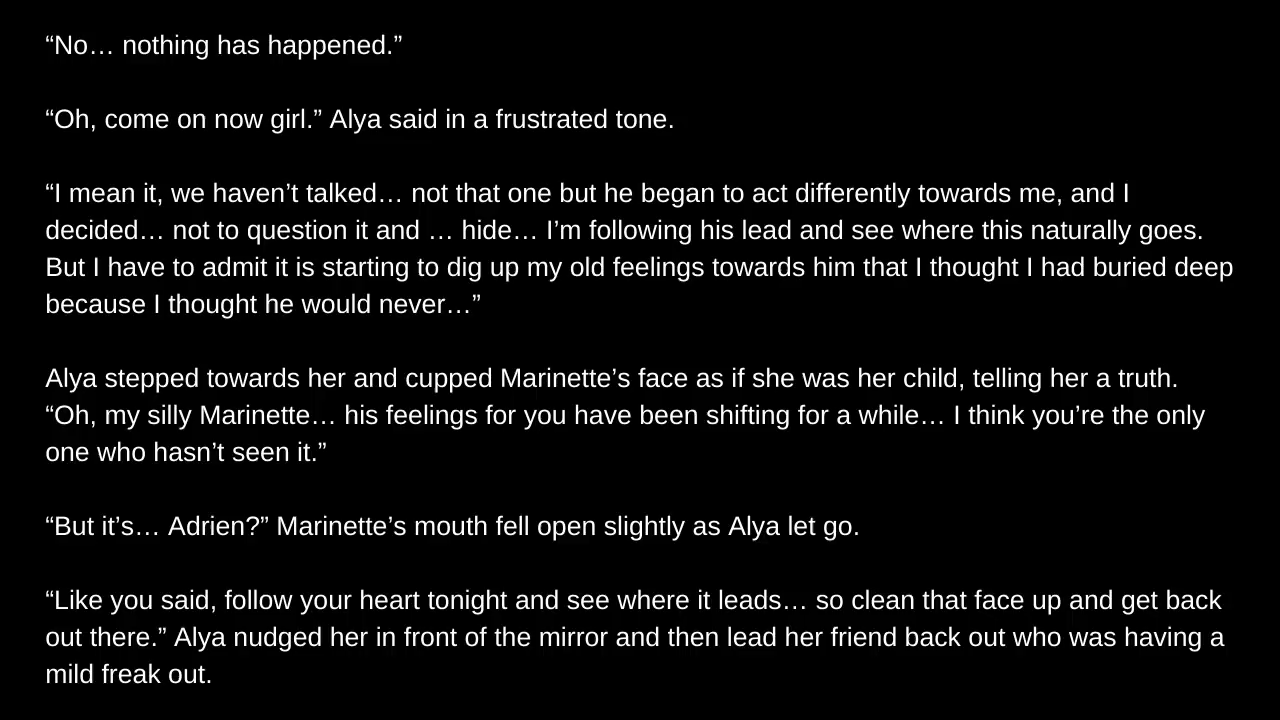 “No… nothing has happened.”
“Oh, come on now girl.” Alya said in a frustrated tone.
“I mean it, we haven’t talked… not that one but he began to act differently towards me, and I
decided… not to question it and … hide… I’m following his lead and see where this naturally goes.
But I have to admit it is starting to dig up my old feelings towards him that I thought I had buried deep
because I thought he would never…”
Alya stepped towards her and cupped Marinette’s face as if she was her child, telling her a truth.
“Oh, my silly Marinette… his feelings for you have been shifting for a while… I think you’re the only
one who hasn’t seen it.”
“But it’s… Adrien?” Marinette’s mouth fell open slightly as Alya let go.
“Like you said, follow your heart tonight and see where it leads… so clean that face up and get back
out there.” Alya nudged her in front of the mirror and then lead her friend back out who was having a
mild freak out.